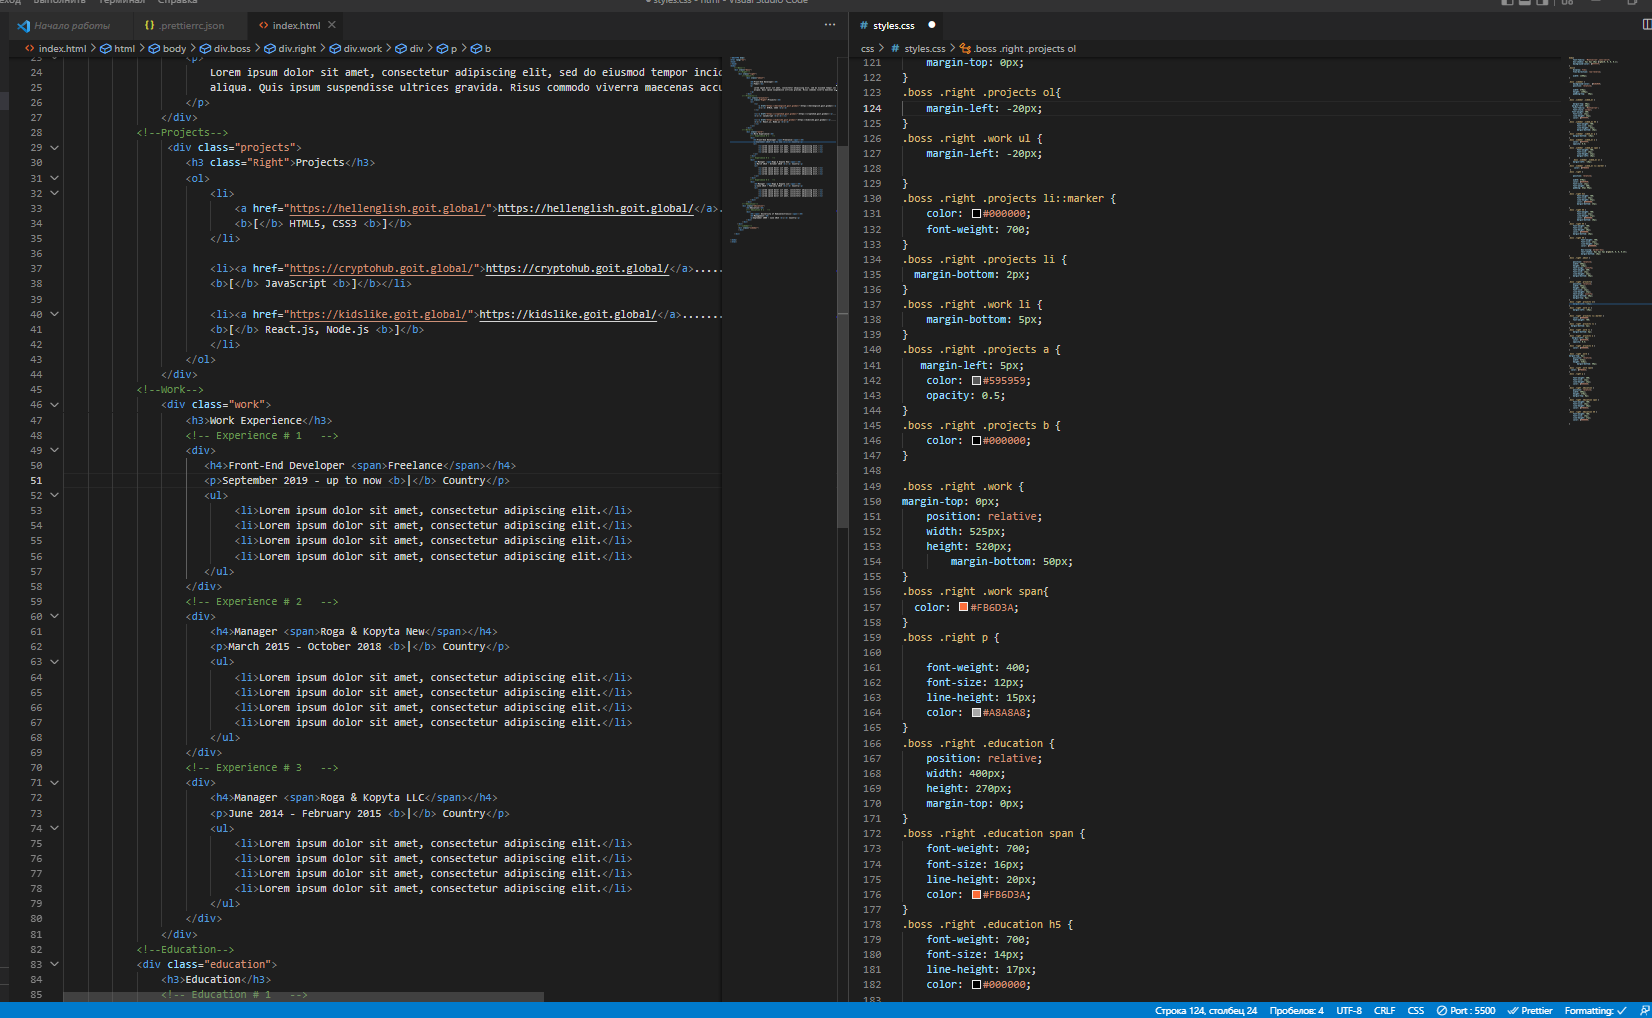 Выполнить Терминал Справка
styles.css - html - Visual Studio Code
Начало работы
{} .prettierrc.json
<> index.html ×
<> index.html > html > body > div.boss > div.right > div.work > div > p > b
23 <p>
24 Lorem ipsum dolor sit amet, consectetur adipiscing elit, sed do eiusmod tempor inci
25 aliqua. Quis ipsum suspendisse ultrices gravida. Risus commodo viverra maecenas accu
26 </p>
27 </div>
28 <!--Projects-->
29 <div class="projects">
30 <h3 class="Right">Projects</h3>
31 <ol>
32 <li>
33 <a href="https://hellenglish.goit.global/">https://hellenglish.goit.global/</a>.
34 <b>[</b> HTML5, CSS3 <b>]</b>
35 </li>
36
37 <li><a href="https://cryptohub.goit.global/">https://cryptohub.goit.global/</a>.....
38 <b>[</b> JavaScript <b>]</b></li>
39
40 <li><a href="https://kidslike.goit.global/">https://kidslike.goit.global/</a>.......
41 <b>[</b> React.js, Node.js <b>]</b>
42 </li>
43 </ol>
44 </div>
45 <!--Work-->
46 <div class="work">
47 <h3>Work Experience</h3>
48 <!-- Experience # 1   -->
49 <div>
50 <h4>Front-End Developer <span>Freelance</span></h4>
51 <p>September 2019 - up to now <b>|</b> Country</p>
52 <ul>
53 <li>Lorem ipsum dolor sit amet, consectetur adipiscing elit.</li>
54 <li>Lorem ipsum dolor sit amet, consectetur adipiscing elit.</li>
55 <li>Lorem ipsum dolor sit amet, consectetur adipiscing elit.</li>
56 <li>Lorem ipsum dolor sit amet, consectetur adipiscing elit.</li>
57 </ul>
58 </div>
59 <!-- Experience # 2   -->
60 <div>
61 <h4>Manager <span>Roga & Kopyta New</span></h4>
62 <p>March 2015 - October 2018 <b>|</b> Country</p>
63 <ul>
64 <li>Lorem ipsum dolor sit amet, consectetur adipiscing elit.</li>
65 <li>Lorem ipsum dolor sit amet, consectetur adipiscing elit.</li>
66 <li>Lorem ipsum dolor sit amet, consectetur adipiscing elit.</li>
67 <li>Lorem ipsum dolor sit amet, consectetur adipiscing elit.</li>
68 </ul>
69 </div>
70 <!-- Experience # 3   -->
71 <div>
72 <h4>Manager <span>Roga & Kopyta LLC</span></h4>
73 <p>June 2014 - February 2015 <b>|</b> Country</p>
74 <ul>
75 <li>Lorem ipsum dolor sit amet, consectetur adipiscing elit.</li>
76 <li>Lorem ipsum dolor sit amet, consectetur adipiscing elit.</li>
77 <li>Lorem ipsum dolor sit amet, consectetur adipiscing elit.</li>
78 <li>Lorem ipsum dolor sit amet, consectetur adipiscing elit.</li>
79 </ul>
80 </div>
81 </div>
82 <!--Education-->
83 <div class="education">
84 <h3>Education</h3>
85 <!-- Education # 1   -->
# styles.css ●
css > # styles.css > .boss .right .projects ol
121 margin-top: 0px;
122 }
123 .boss .right .projects ol{
124 margin-left: -20px;
125 }
126 .boss .right .work ul {
127 margin-left: -20px;
128
129 }
130 .boss .right .projects li::marker {
131 color: #000000;
132 font-weight: 700;
133 }
134 .boss .right .projects li {
135 margin-bottom: 2px;
136 }
137 .boss .right .work li {
138 margin-bottom: 5px;
139 }
140 .boss .right .projects a {
141 margin-left: 5px;
142 color: #595959;
143 opacity: 0.5;
144 }
145 .boss .right .projects b {
146 color: #000000;
147 }
148
149 .boss .right .work {
150 margin-top: 0px;
151 position: relative;
152 width: 525px;
153 height: 520px;
154 margin-bottom: 50px;
155 }
156 .boss .right .work span{
157 color: #FB6D3A;
158 }
159 .boss .right p {
160
161 font-weight: 400;
162 font-size: 12px;
163 line-height: 15px;
164 color: #A8A8A8;
165 }
166 .boss .right .education {
167 position: relative;
168 width: 400px;
169 height: 270px;
170 margin-top: 0px;
171 }
172 .boss .right .education span {
173 font-weight: 700;
174 font-size: 16px;
175 line-height: 20px;
176 color: #FB6D3A;
177 }
178 .boss .right .education h5 {
179 font-weight: 700;
180 font-size: 14px;
181 line-height: 17px;
182 color: #000000;
183
Строка 124, столбец 24 Пробелов: 4 UTF-8 CRLF CSS Port : 5500 Prettier Formatting: ✓